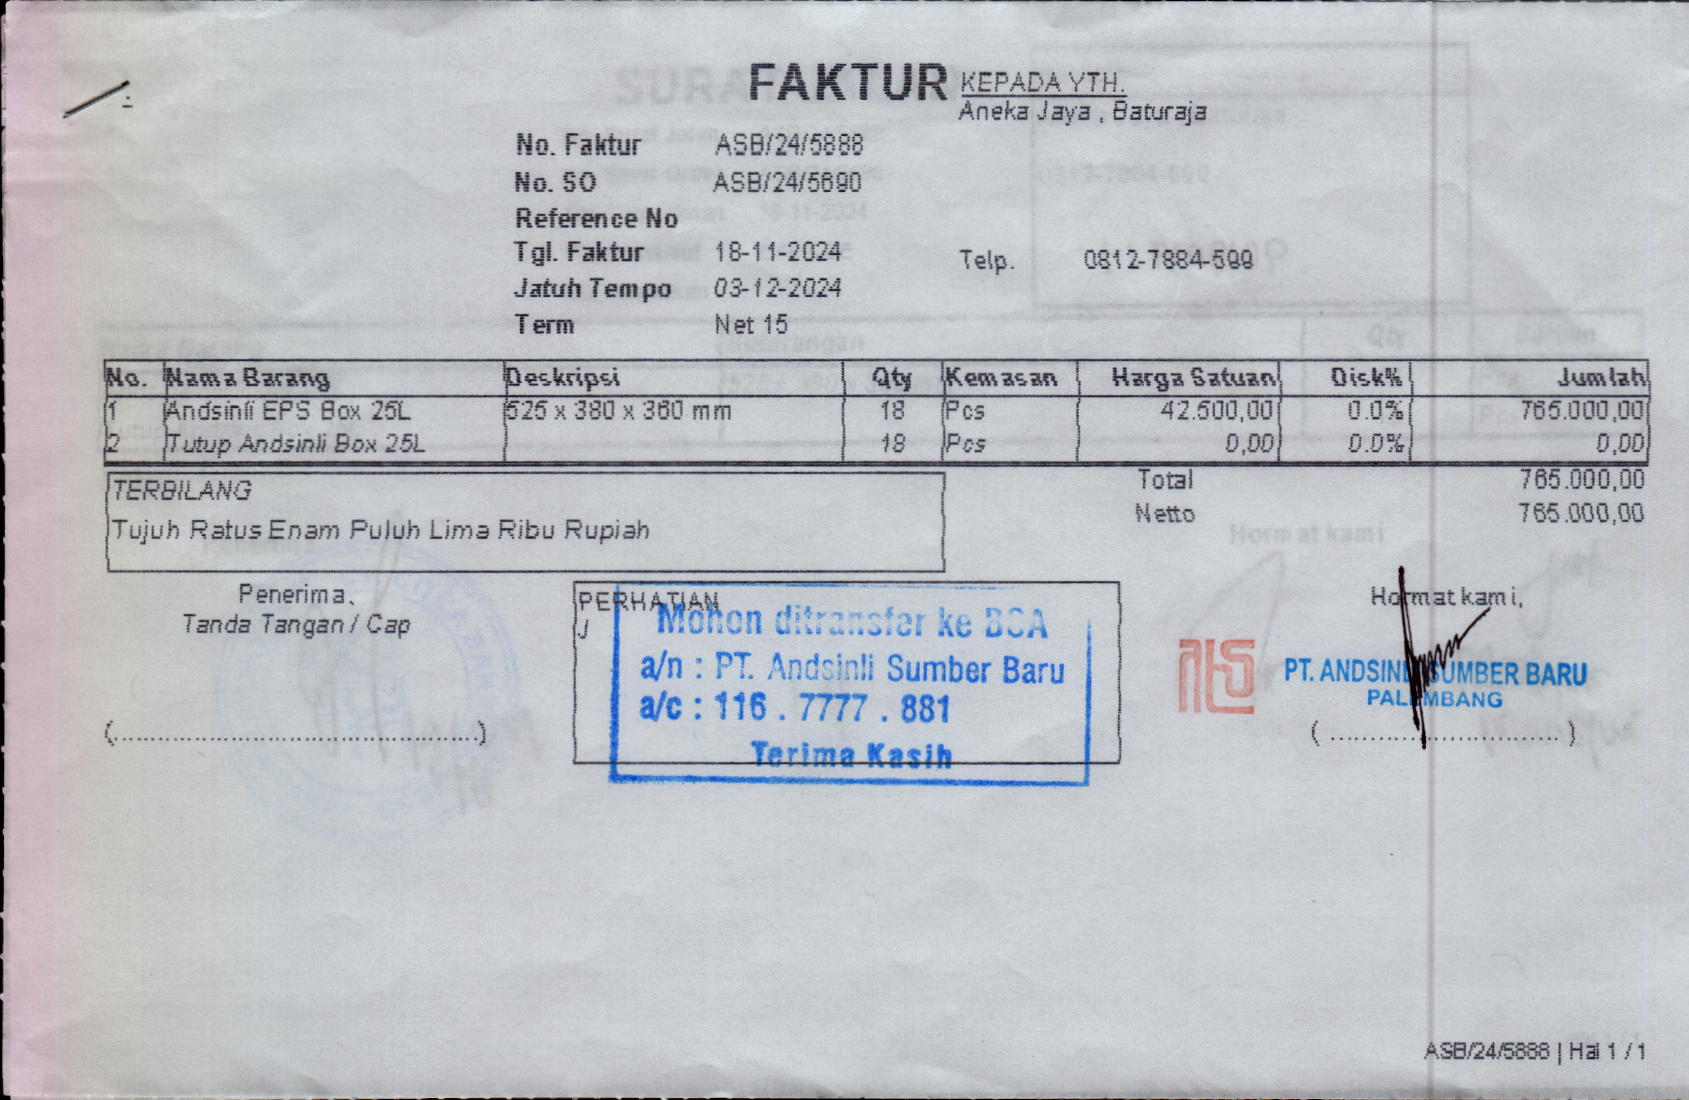 FAKTUR
KEPADA YTH.
Aneka Jaya , Baturaja
No. Faktur ASB/24/5888
No. SO ASB/24/5690
Reference No
Tgl. Faktur 18-11-2024
Telp. 0812-7884-599
Jatuh Tempo 03-12-2024
Term Net 15
No. Nama Barang Deskripsi Qty Kemasan Harga Satuan Disk% Jumlah
1 Andsinli EPS Box 25L 525 x 380 x 360 mm 18 Pcs 42.500,00 0.0% 765.000,00
2 Tutup Andsinli Box 25L 18 Pcs 0,00 0.0% 0,00
Total 765.000,00
Netto 765.000,00
TERBILANG
Tujuh Ratus Enam Puluh Lima Ribu Rupiah
Penerima,
Tanda Tangan / Cap
(............................................)
PERHATIAN
J
Mohon ditransfer ke BCA
a/n : PT. Andsinli Sumber Baru
a/c : 116 . 7777 . 881
Terima Kasih
Hormat kami,
PT. ANDSINLI SUMBER BARU
PALEMBANG
( ............................ )
ASB/24/5888 | Hal 1 / 1